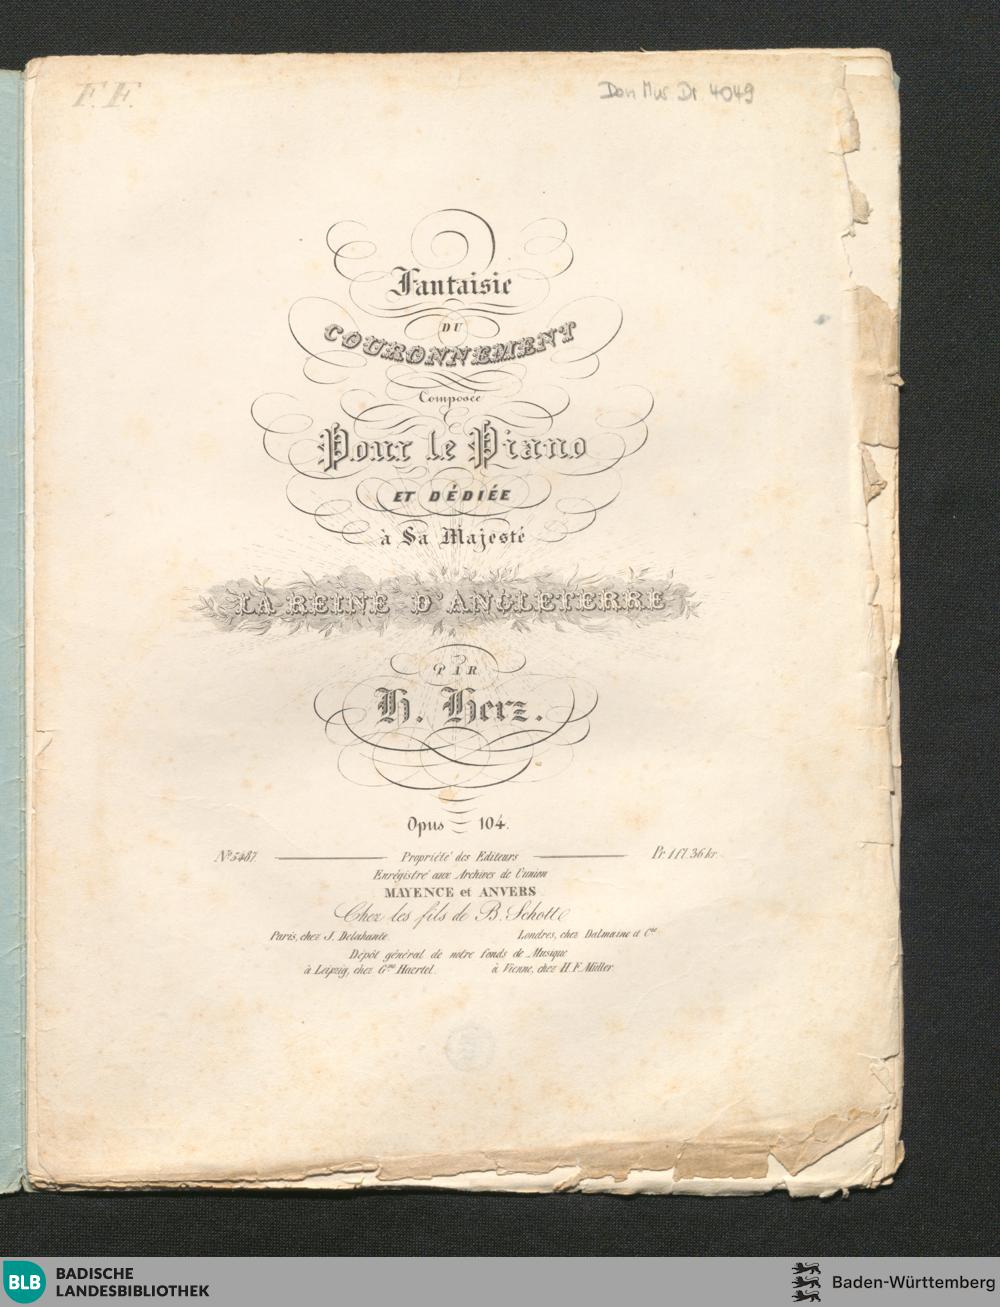 F. F.
Don Mus. Dr. 4049
Fantaisie
DU
COURONNEMENT
Composée
Pour le Piano
ET DÉDIÉE
à Sa Majesté
LA REINE D'ANGLETERRE
PAR
H. Herz.
Opus 104.
Nº 5487. Propriété des Editeurs Pr. 1 fl. 36 kr.
Enrégistré aux Archives de l'union
MAYENCE et ANVERS
Chez les fils de B. Schott
Paris, chez J. Delahante. Londres, chez Dalmaine et Cie
Dépôt général de notre fonds de Musique
à Leipzig, chez Gme Haertel. à Vienne, chez H. F. Müller.
BLB BADISCHE
LANDESBIBLIOTHEK
Baden-Württemberg